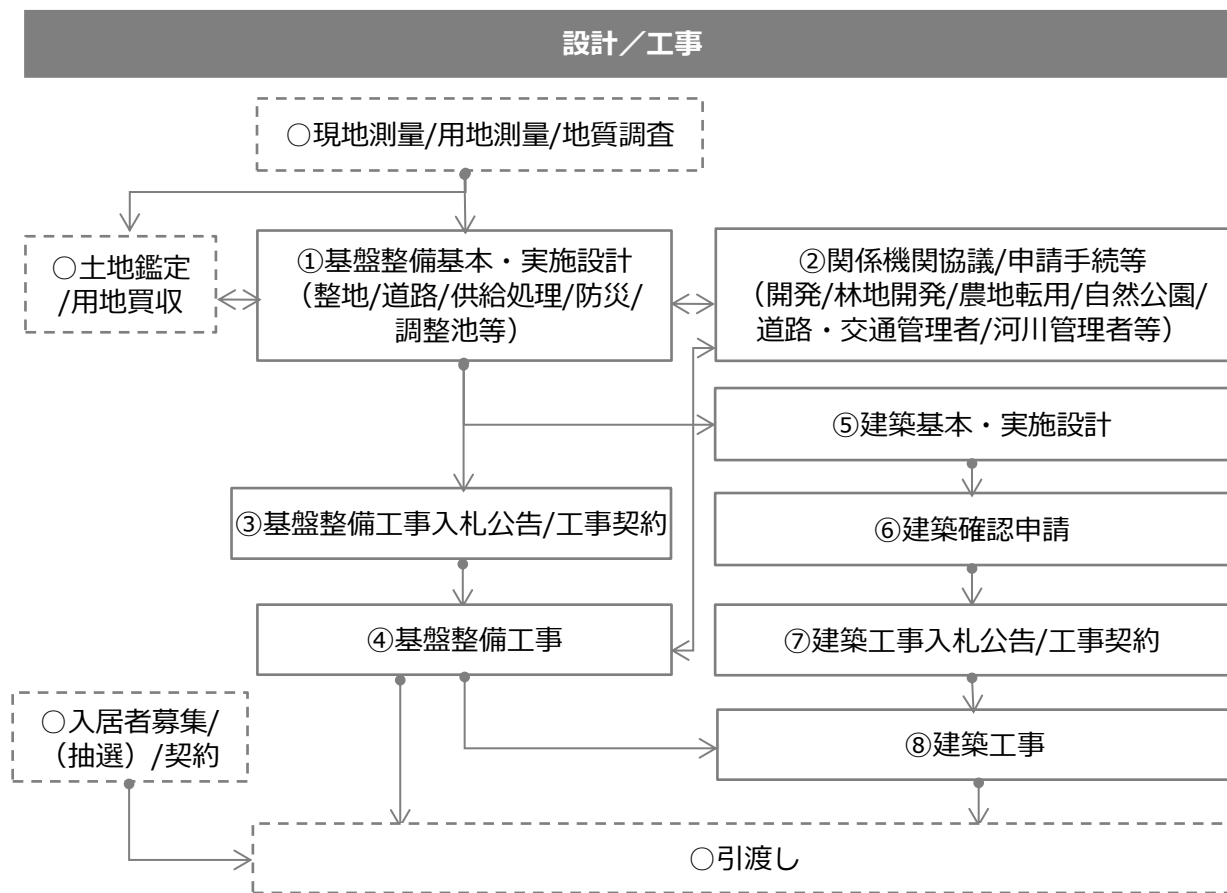 設計／工事
○現地測量/用地測量/地質調査
○土地鑑定
/用地買収
①基盤整備基本・実施設計
（整地/道路/供給処理/防災/
調整池等）
②関係機関協議/申請手続等
（開発/林地開発/農地転用/自然公園/
道路・交通管理者/河川管理者等）
⑤建築基本・実施設計
③基盤整備工事入札公告/工事契約
⑥建築確認申請
④基盤整備工事
⑦建築工事入札公告/工事契約
○入居者募集/
（抽選）/契約
⑧建築工事
○引渡し